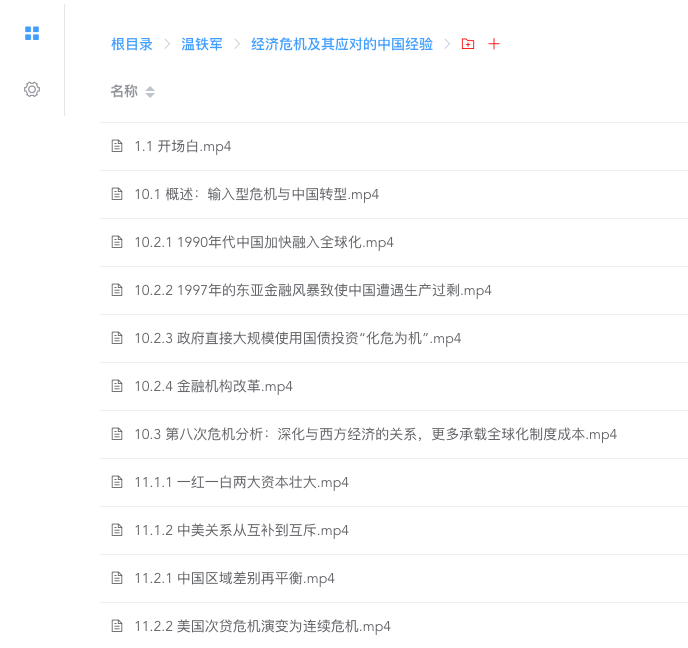 根目录 温铁军 经济危机及其应对的中国经验
名称
1.1 开场白.mp4
10.1 概述：输入型危机与中国转型.mp4
10.2.1 1990年代中国加快融入全球化.mp4
10.2.2 1997年的东亚金融风暴致使中国遭遇生产过剩.mp4
10.2.3 政府直接大规模使用国债投资“化危为机”.mp4
10.2.4 金融机构改革.mp4
10.3 第八次危机分析：深化与西方经济的关系，更多承载全球化制度成本.mp4
11.1.1 一红一白两大资本壮大.mp4
11.1.2 中美关系从互补到互斥.mp4
11.2.1 中国区域差别再平衡.mp4
11.2.2 美国次贷危机演变为连续危机.mp4